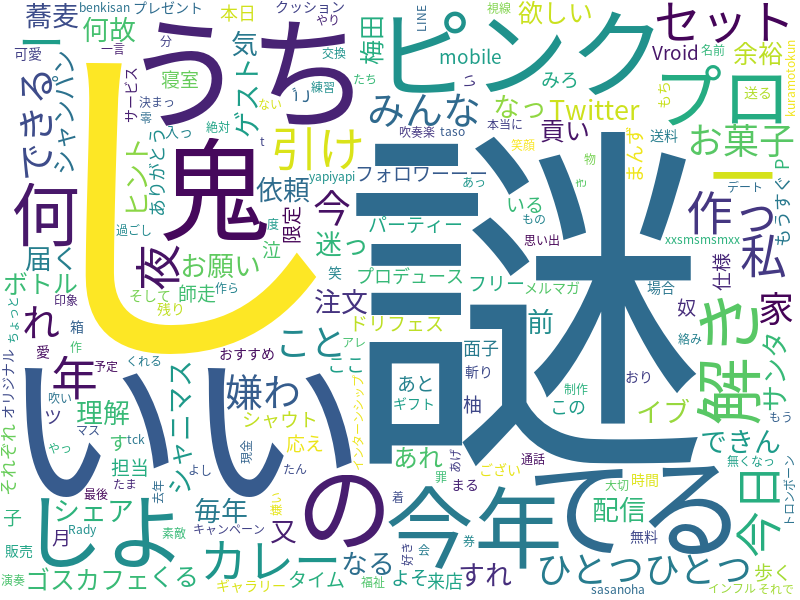 benkisan プレゼント
本日
クッション
やり
LINE
視線
欲しい
セット
蕎麦
何故
可愛
一言
分
うち
気
梅田
ピンク
mobile
Vroid
名前
余裕
kuramotokun
できる
シャンパン
寝室
サービス
決まっ
零
ゲスト
交換
練習
たち
みろ
プロ
送る
もち
ヒント
ありがとう
入っ
絶対
ない
みんな
なっ
Twitter
吹奏楽
taso
本当に
貢い
まんず
送料
お菓子
ー
もうすぐ
P
鬼
引け
笑顔
物
デート
yapiyapi
フォロワーーー
あっ
何
し
謎
依頼
限定
今
いる
もの
作っ
私
過ごし
夜
度
パーティー
思い出
xxsmsmsmxx
届く
お願い
泣
迷っ
笑
プロデュース
フリー
メルマガ
場合
仕様
ボトル
そして
師走
作ら
残り
注文
奴
家
印象
れ
箱
ドリフェス
前
絡み
解き
サンタ
ちょっと
年
愛
作
くれる
予定
おすすめ
こと
アレ
ここ
面子
斬り
制作
この
おり
もう
オリジナル
いい
吹い
ツ
理解
シャニマス
嫌わ
シャウト
応え
インターンシップ
あと
ギフト
柚
イブ
できん
それぞれ
やっ
マス
す
tck
担当
現金
たん
あれ
あげ
通話
てる
無くなっ
トロンボーン
最後
たま
去年
よし
の
罪
まる
ござい
時間
大切
配信
今日
子
しよ
シェア
毎年
又
着
今年
月
Rady
素敵
キャンペーン
好き
会
券
無料
販売
カレー
なる
すれ
ひとつひとつ
歩く
演奏
ゴスカフェ
くる
ギャラリー
タイム
福祉
よそ
来店
sasanoha
インフル
それで